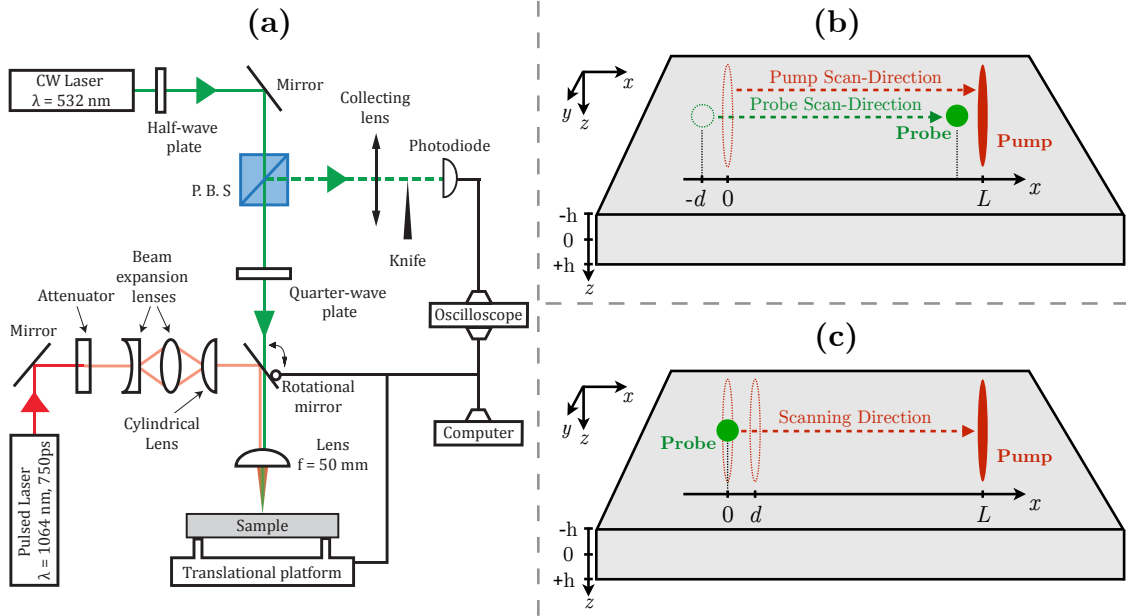 (a)
CW Laser
λ = 532 nm
Half-wave
plate
Mirror
P. B. S
Collecting
lens
Photodiode
Knife
Quarter-wave
plate
Beam
expansion
lenses
Attenuator
Mirror
Cylindrical
Lens
Rotational
mirror
Oscilloscope
Computer
Lens
f = 50 mm
Pulsed Laser
λ = 1064 nm, 750ps
Sample
Translational platform
(b)
x
y
z
Pump Scan-Direction
Probe Scan-Direction
Probe
Pump
-d 0 L x
-h
0
+h
z
(c)
x
y
z
Scanning Direction
Probe
Pump
0 d L x
-h
0
+h
z